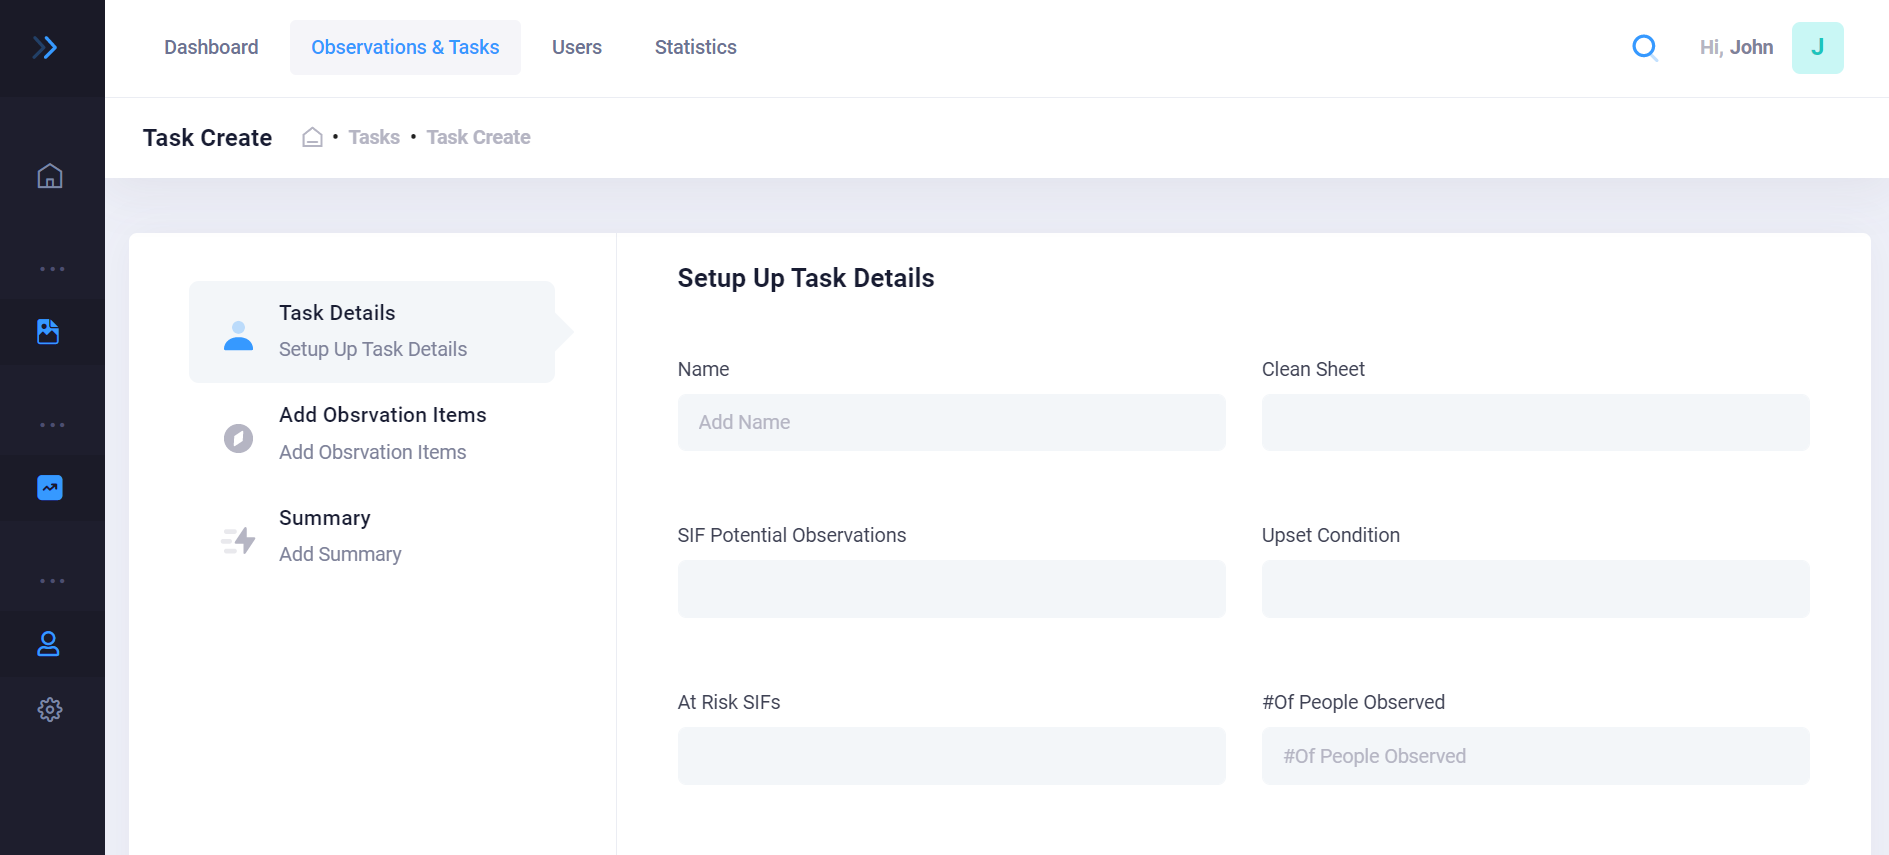 Dashboard Observations & Tasks Users Statistics Hi, John J
Task Create • Tasks • Task Create
Setup Up Task Details
Task Details
Setup Up Task Details
Add Obsrvation Items
Add Obsrvation Items
Summary
Add Summary
Name Clean Sheet
Add Name
SIF Potential Observations Upset Condition
At Risk SIFs #Of People Observed
#Of People Observed